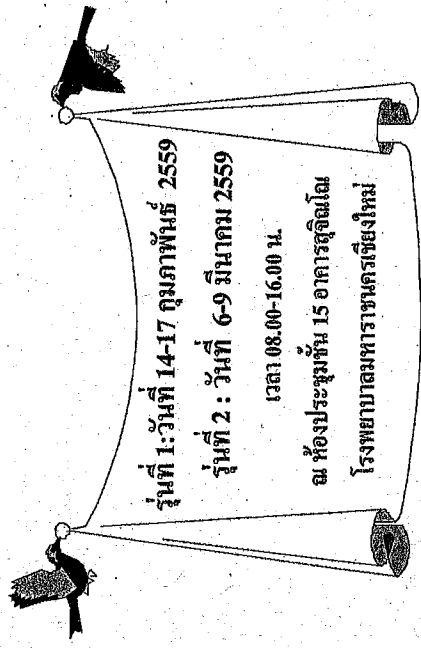 รุ่นที่ 1:วันที่ 14-17 กุมภาพันธ์ 2559
รุ่นที่ 2 : วันที่ 6-9 มีนาคม 2559
เวลา 08.00-16.00 น.
ณ ห้องประชุมชั้น 15 อาคารสุจิณโณ
โรงพยาบาลมหาราชนครเชียงใหม่